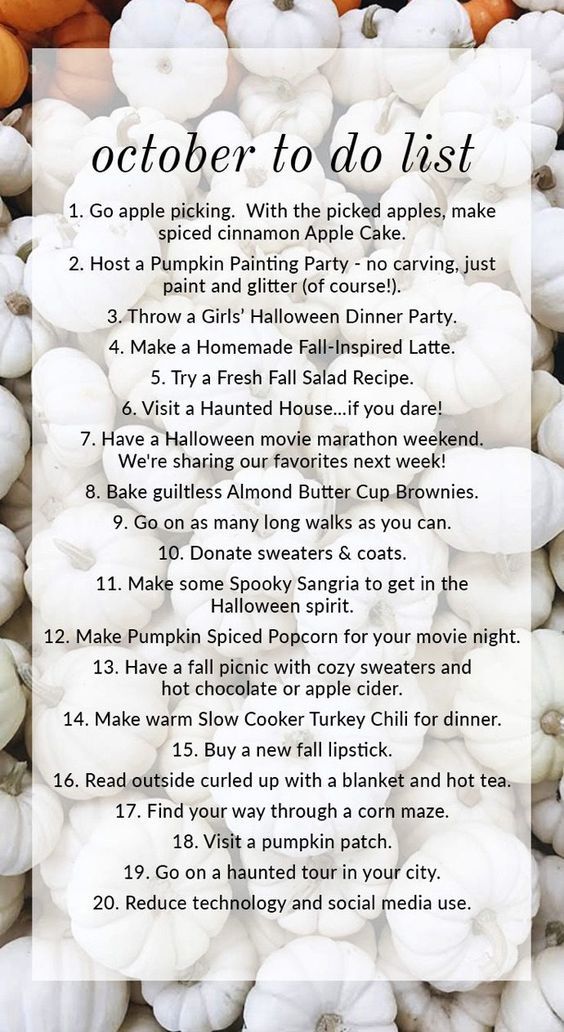 october to do list
1. Go apple picking.  With the picked apples, make
spiced cinnamon Apple Cake.
2. Host a Pumpkin Painting Party - no carving, just
paint and glitter (of course!).
3. Throw a Girls’ Halloween Dinner Party.
4. Make a Homemade Fall-Inspired Latte.
5. Try a Fresh Fall Salad Recipe.
6. Visit a Haunted House...if you dare!
7. Have a Halloween movie marathon weekend.
We're sharing our favorites next week!
8. Bake guiltless Almond Butter Cup Brownies.
9. Go on as many long walks as you can.
10. Donate sweaters & coats.
11. Make some Spooky Sangria to get in the
Halloween spirit.
12. Make Pumpkin Spiced Popcorn for your movie night.
13. Have a fall picnic with cozy sweaters and
hot chocolate or apple cider.
14. Make warm Slow Cooker Turkey Chili for dinner.
15. Buy a new fall lipstick.
16. Read outside curled up with a blanket and hot tea.
17. Find your way through a corn maze.
18. Visit a pumpkin patch.
19. Go on a haunted tour in your city.
20. Reduce technology and social media use.